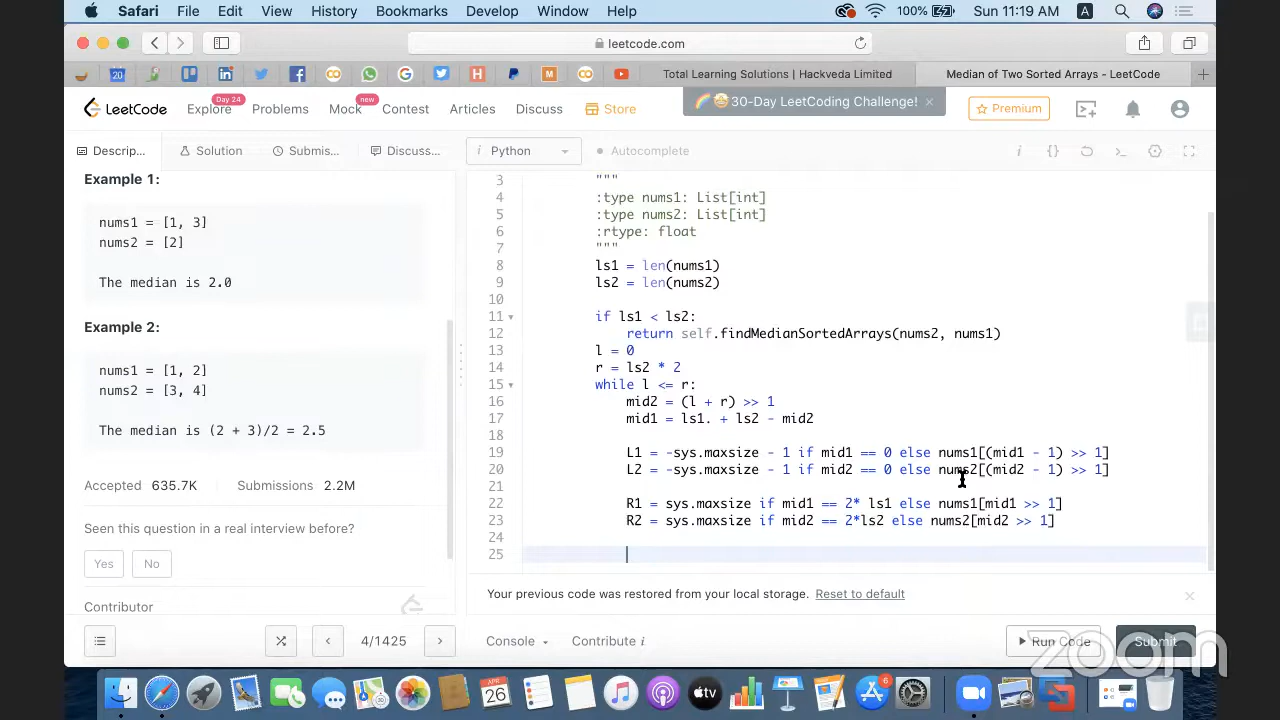 Safari File Edit View History Bookmarks Develop Window Help 100% Sun 11:19 AM A
leetcode.com
20 Total Learning Solutions | Hackveda Limited Median of Two Sorted Arrays - LeetCode
LeetCode Explore Day 24 Problems Mock new Contest Articles Discuss Store 30-Day LeetCoding Challenge! × Premium
Descrip... Solution Submis... Discuss... i Python Autocomplete
Example 1:
nums1 = [1, 3]
nums2 = [2]
The median is 2.0
Example 2:
nums1 = [1, 2]
nums2 = [3, 4]
The median is (2 + 3)/2 = 2.5
Accepted 635.7K Submissions 2.2M
Seen this question in a real interview before?
Yes No
Contributor
3 """
4 :type nums1: List[int]
5 :type nums2: List[int]
6 :rtype: float
7 """
8 ls1 = len(nums1)
9 ls2 = len(nums2)
10
11 if ls1 < ls2:
12 return self.findMedianSortedArrays(nums2, nums1)
13 l = 0
14 r = ls2 * 2
15 while l <= r:
16 mid2 = (l + r) >> 1
17 mid1 = ls1. + ls2 - mid2
18
19 L1 = -sys.maxsize - 1 if mid1 == 0 else nums1[(mid1 - 1) >> 1]
20 L2 = -sys.maxsize - 1 if mid2 == 0 else nums2[(mid2 - 1) >> 1]
21
22 R1 = sys.maxsize if mid1 == 2* ls1 else nums1[mid1 >> 1]
23 R2 = sys.maxsize if mid2 == 2*ls2 else nums2[mid2 >> 1]
24
25
Your previous code was restored from your local storage. Reset to default
4/1425 Console Contribute i Run Code Submit
zoom
APR 26 tv 6